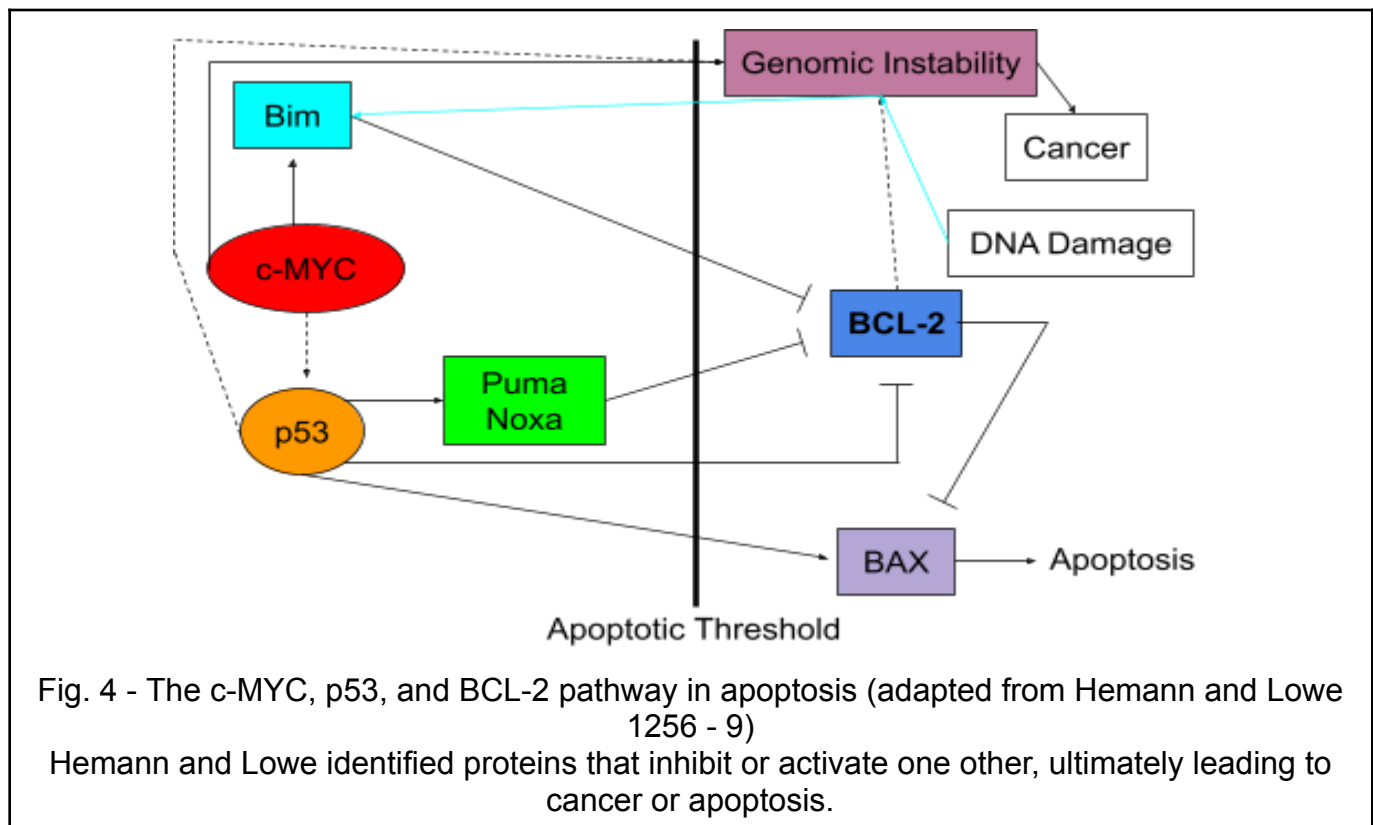 Genomic Instability
Bim
Cancer
c-MYC
DNA Damage
BCL-2
Puma
Noxa
p53
BAX
Apoptosis
Apoptotic Threshold
Fig. 4 - The c-MYC, p53, and BCL-2 pathway in apoptosis (adapted from Hemann and Lowe
1256 - 9)
Hemann and Lowe identified proteins that inhibit or activate one other, ultimately leading to
cancer or apoptosis.